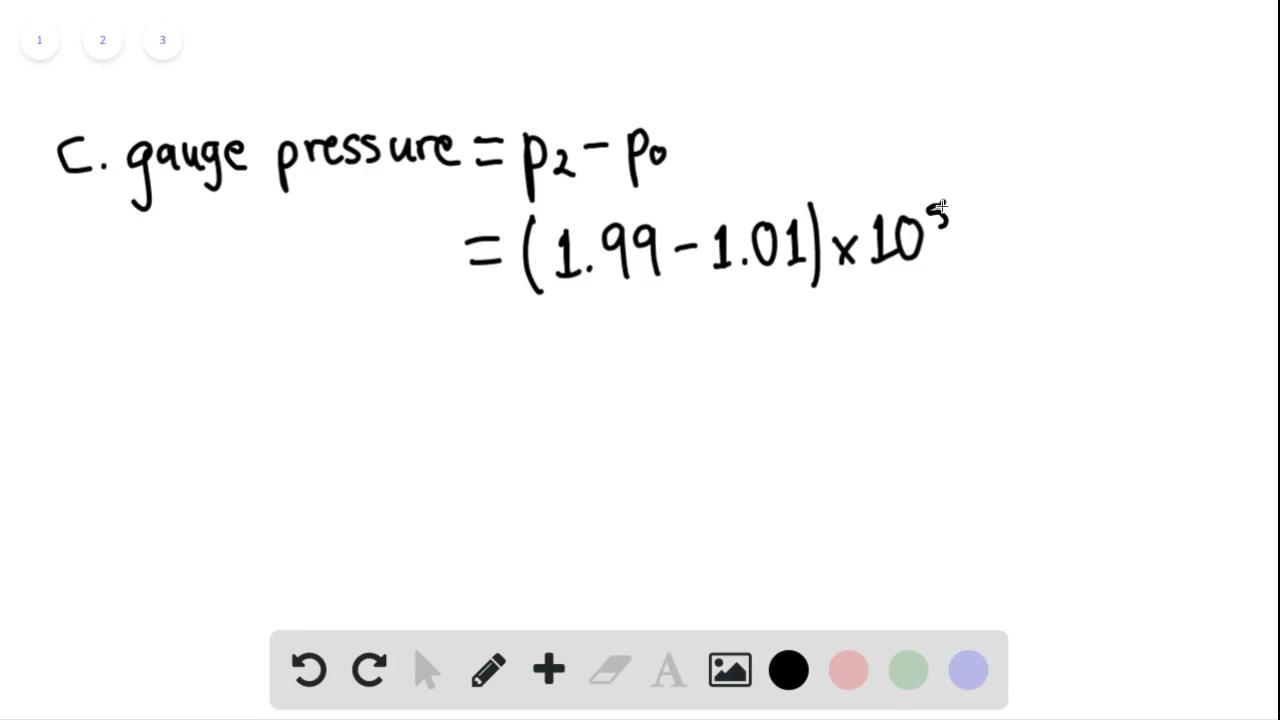 1 2 3
C. gauge pressure = p₂ - p₀
= (1.99 - 1.01) × 10⁵
A